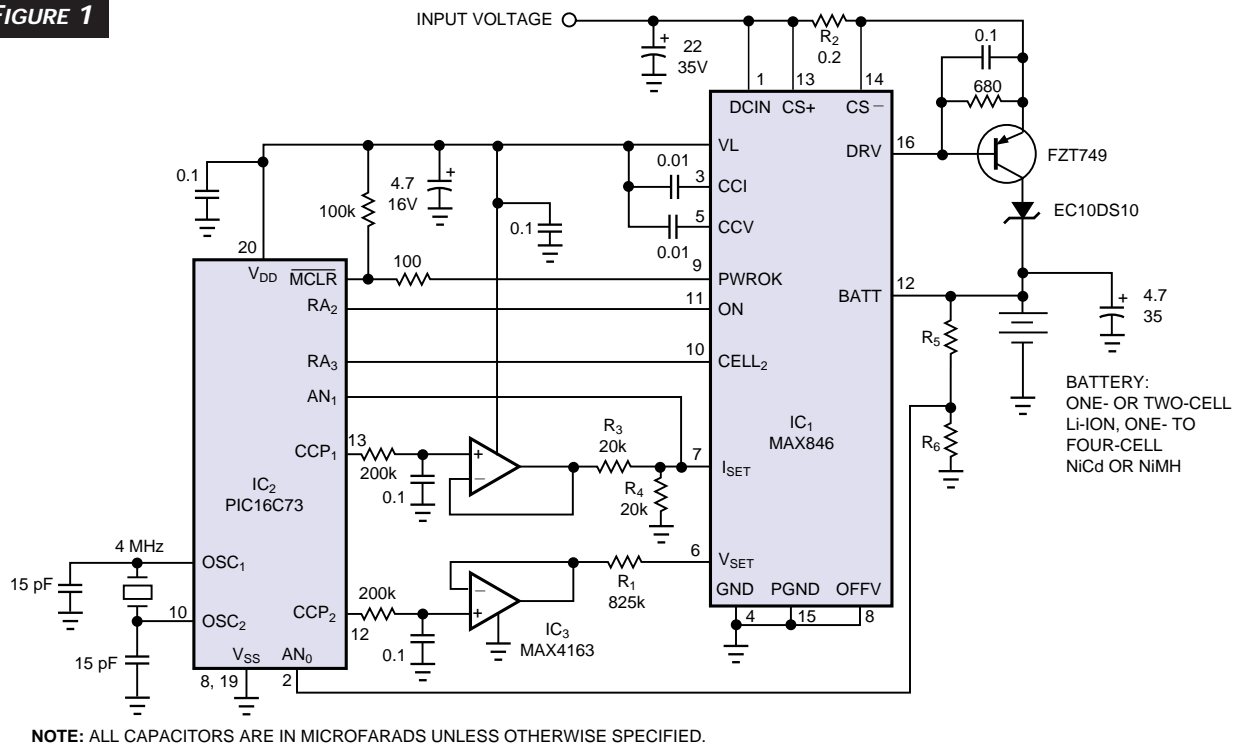 FIGURE 1
INPUT VOLTAGE
22
35V
R2
0.2
0.1
680
1
13
14
DCIN
CS+
CS−
VL
DRV
16
FZT749
0.1
100k
4.7
16V
0.1
0.01
3
CCI
5
CCV
0.01
EC10DS10
20
VDD
MCLR
100
9
PWROK
BATT
12
4.7
35
RA2
11
ON
R5
RA3
10
CELL2
AN1
BATTERY:
ONE- OR TWO-CELL
Li-ION, ONE- TO
FOUR-CELL
NiCd OR NiMH
IC1
MAX846
R6
CCP1
13
200k
0.1
+
−
R3
20k
7
ISET
R4
20k
IC2
PIC16C73
4 MHz
15 pF
OSC1
6
VSET
R1
825k
−
+
IC3
MAX4163
10
OSC2
CCP2
200k
12
0.1
GND
PGND
OFFV
4
15
8
15 pF
VSS
AN0
8, 19
2
NOTE: ALL CAPACITORS ARE IN MICROFARADS UNLESS OTHERWISE SPECIFIED.